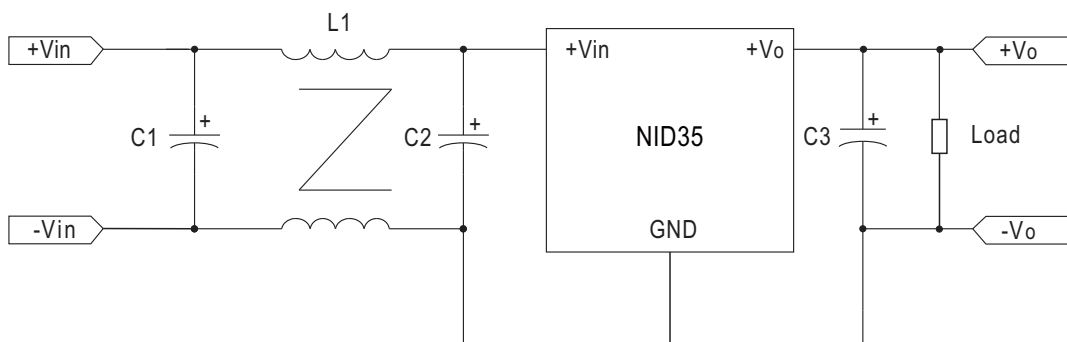 L1
+Vin
+Vin
+Vo
+Vo
C1
+
C2
+
NID35
C3
+
Load
-Vin
GND
-Vo